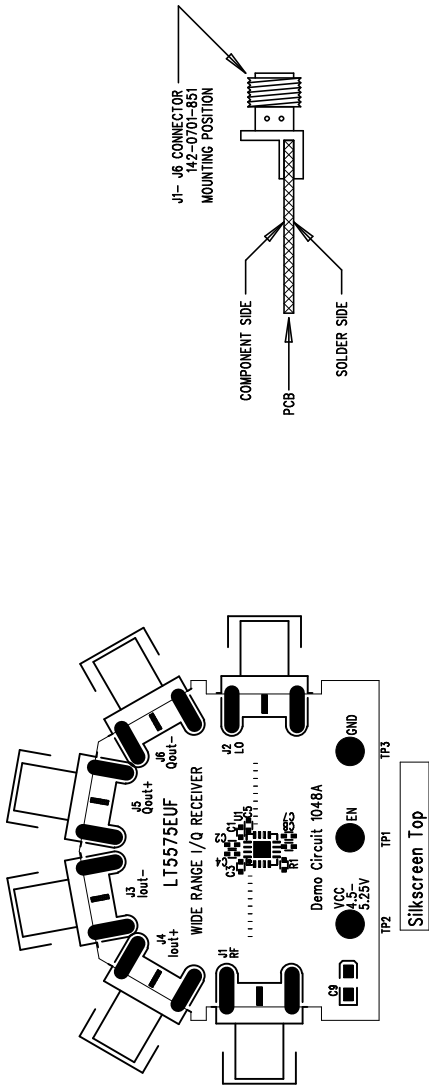 J1- J6 CONNECTOR
142-0701-851
MOUNTING POSITION
COMPONENT SIDE
PCB
SOLDER SIDE
J4
Iout+
J3
Iout-
J5
Qout+
J6
Qout-
LT5575EUF
WIDE RANGE I/Q RECEIVER
J1
RF
J2
LO
C3
C4
C2
C1
U1
C5
R1
Demo Circuit 1048A
C9
VCC
4.5-
5.25V
EN
GND
TP2
TP1
TP3
Silkscreen Top